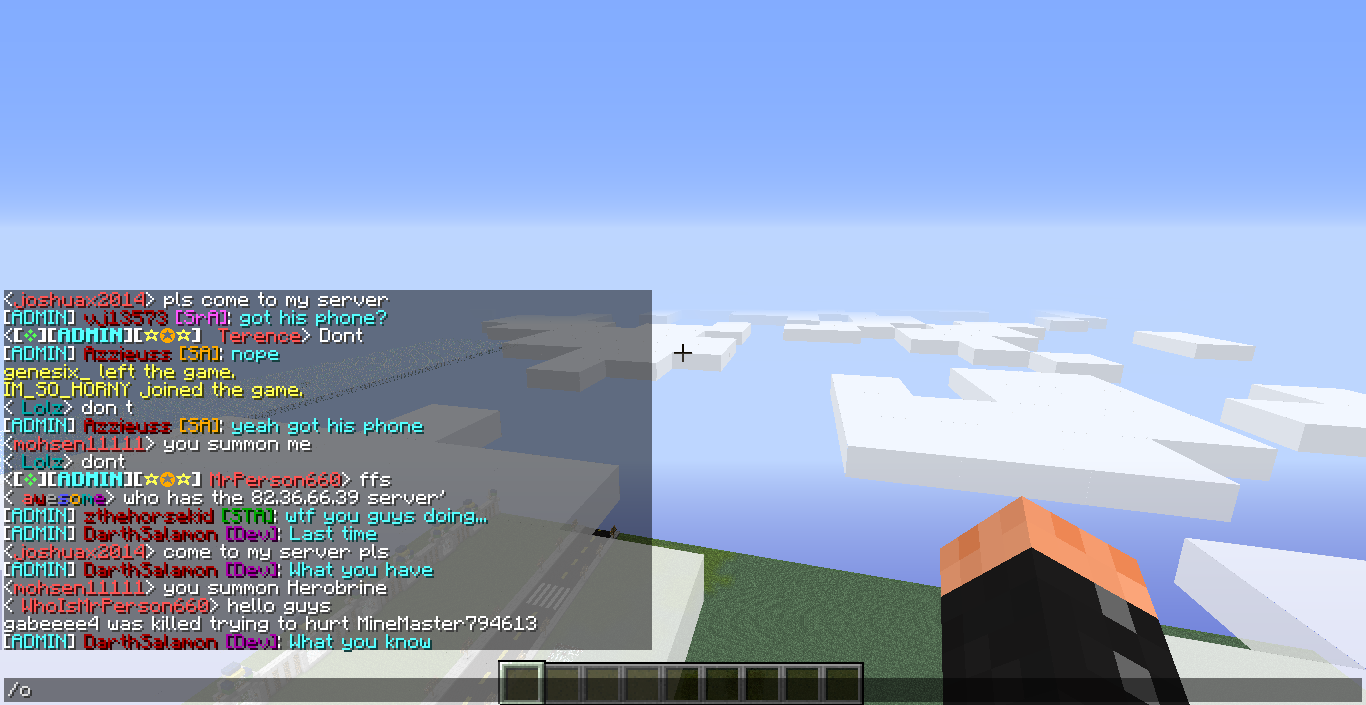 <joshuax2014> pls come to my server
[ADMIN] vj13573 [SrA]: got his phone?
<[❖][ADMIN][☆✪☆] Terence> Dont
[ADMIN] Azzieuss [SA]: nope
genesix_ left the game.
IM_SO_HORNY joined the game.
< Lolz> don t
[ADMIN] Azzieuss [SA]: yeah got his phone
<mohsen11111> you summon me
< Lolz> dont
<[❖][ADMIN][☆✪☆] MrPerson660> ffs
< awesome> who has the 82.36.66.39 server'
[ADMIN] zthehorsekid [STA]: wtf you guys doing...
[ADMIN] DarthSalamon [Dev]: Last time
<joshuax2014> come to my server pls
[ADMIN] DarthSalamon [Dev]: What you have
<mohsen11111> you summon Herobrine
< WhoIsMrPerson660> hello guys
gabeeee4 was killed trying to hurt MineMaster794613
[ADMIN] DarthSalamon [Dev]: What you know
/o